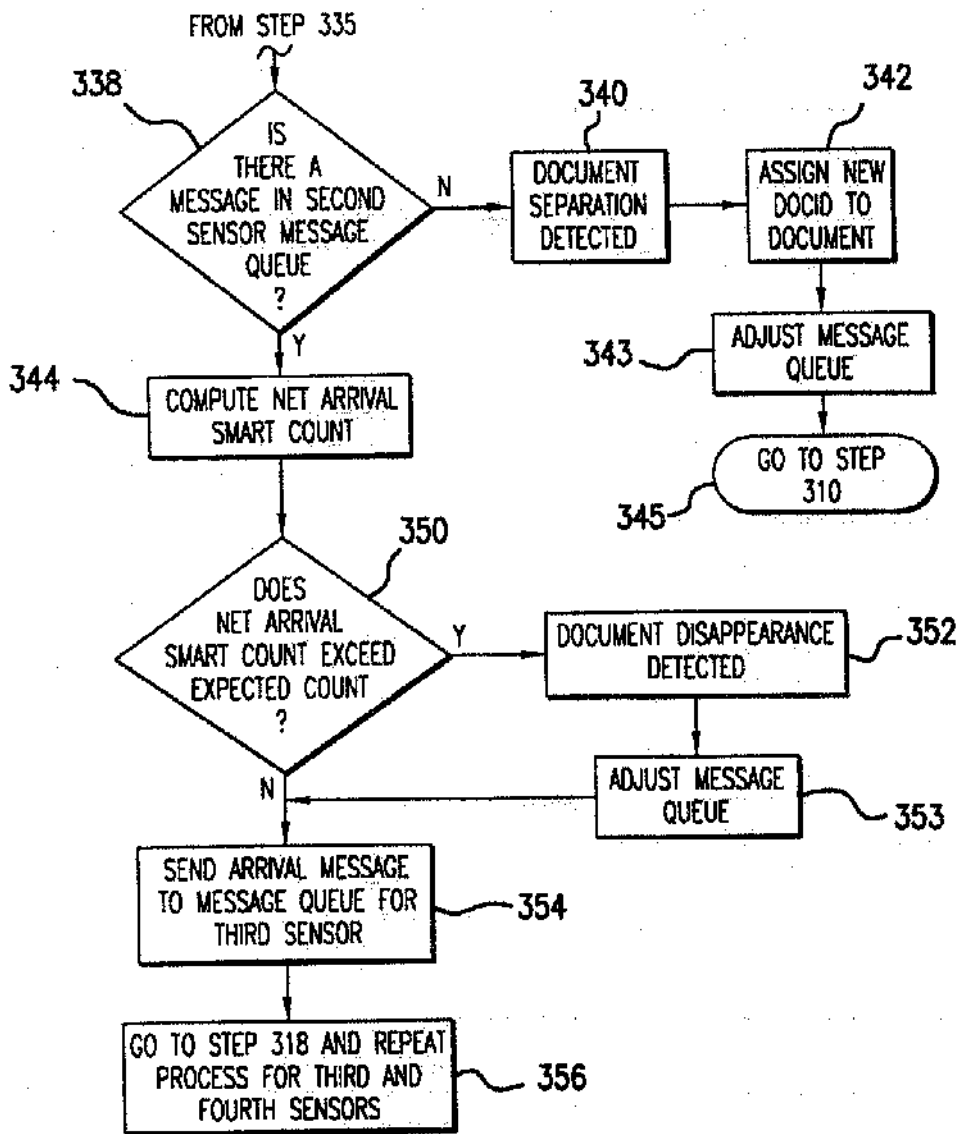 FROM STEP 335
338
IS
THERE A
MESSAGE IN SECOND
SENSOR MESSAGE
QUEUE
?
N
Y
340
DOCUMENT
SEPARATION
DETECTED
342
ASSIGN NEW
DOCID TO
DOCUMENT
343
ADJUST MESSAGE
QUEUE
345
GO TO STEP
310
344
COMPUTE NET ARRIVAL
SMART COUNT
350
DOES
NET ARRIVAL
SMART COUNT EXCEED
EXPECTED COUNT
?
Y
N
DOCUMENT DISAPPEARANCE
DETECTED
352
ADJUST MESSAGE
QUEUE
353
SEND ARRIVAL MESSAGE
TO MESSAGE QUEUE FOR
THIRD SENSOR
354
GO TO STEP 318 AND REPEAT
PROCESS FOR THIRD AND
FOURTH SENSORS
356